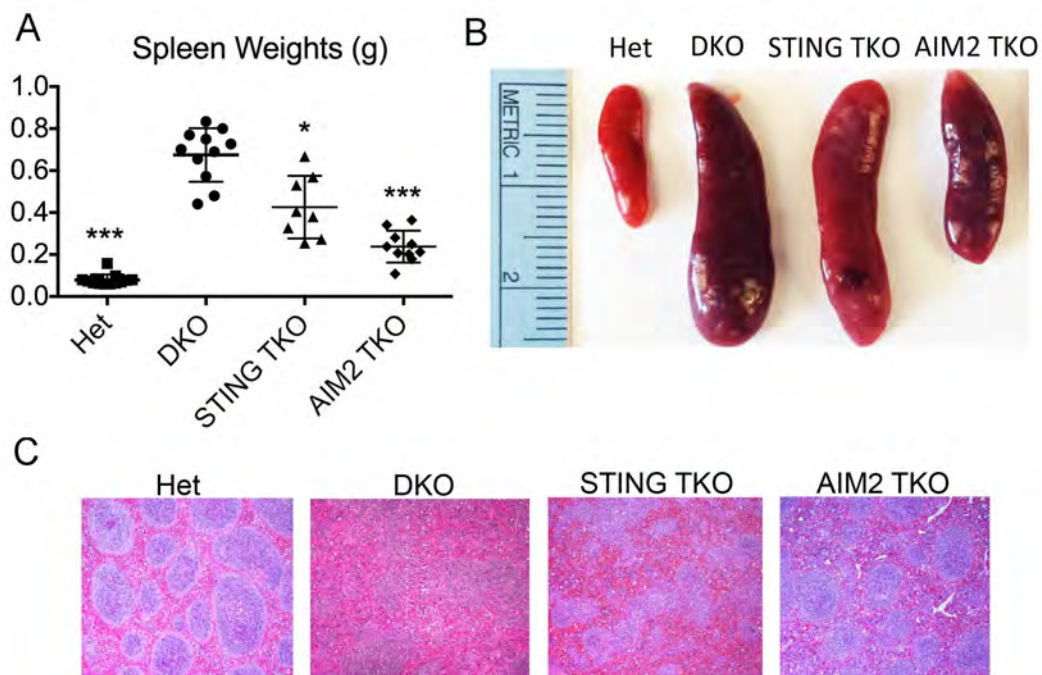 A
Spleen Weights (g)
1.0
0.8
0.6
0.4
0.2
0.0
***
*
***
Het
DKO
STING TKO
AIM2 TKO
B
Het
DKO
STING TKO
AIM2 TKO
METRIC 1
2
C
Het
DKO
STING TKO
AIM2 TKO